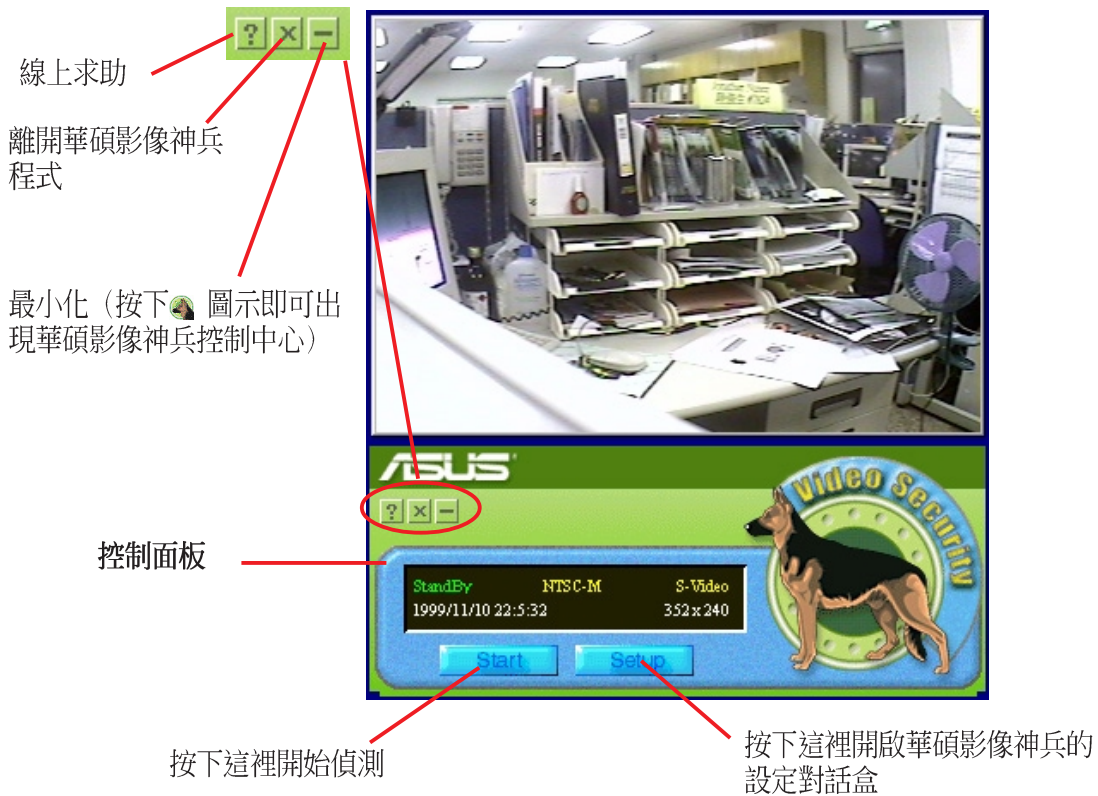 線上求助
離開華碩影像神兵
程式
最小化（按下 圖示即可出
現華碩影像神兵控制中心）
ASUS
Video Security
控制面板
StandBy NTSC-M S-Video
1999/11/10 22:5:32 352x240
Start Setup
按下這裡開始偵測
按下這裡開啟華碩影像神兵的
設定對話盒